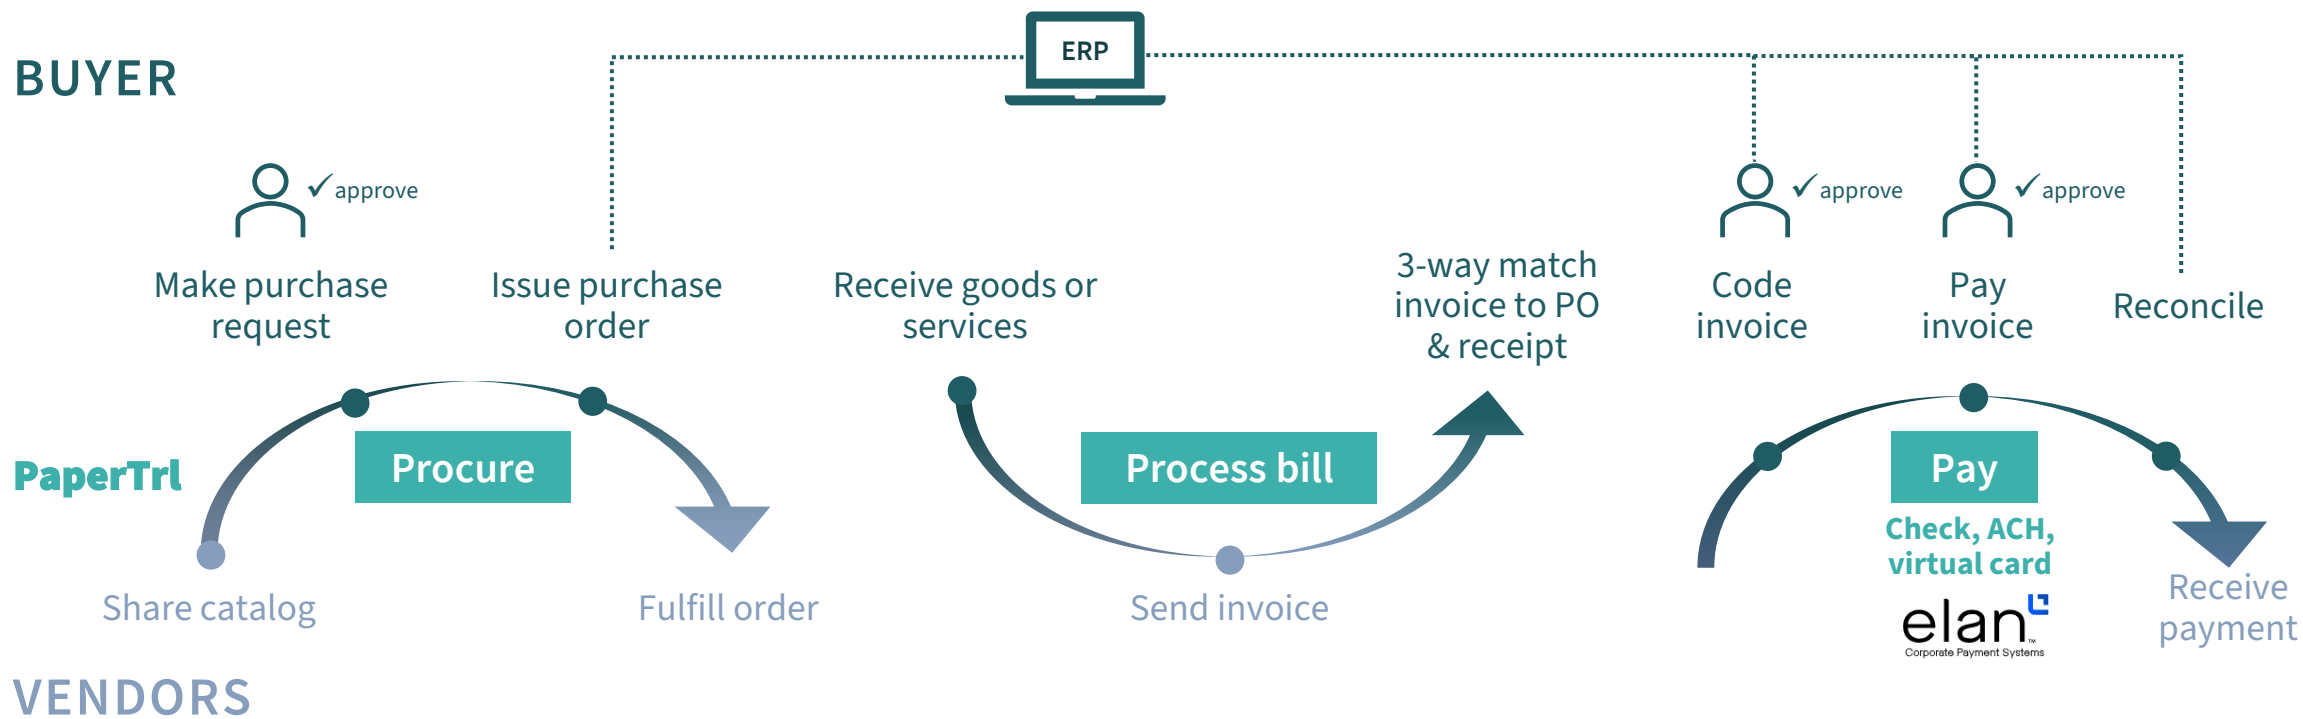 ERP
BUYER
approve
approve
approve
Make purchase
request
Issue purchase
order
Receive goods or
services
3-way match
invoice to PO
& receipt
Code
invoice
Pay
invoice
Reconcile
PaperTrl
Procure
Process bill
Pay
Check, ACH,
virtual card
elan™
Corporate Payment Systems
Share catalog
Fulfill order
Send invoice
Receive
payment
VENDORS